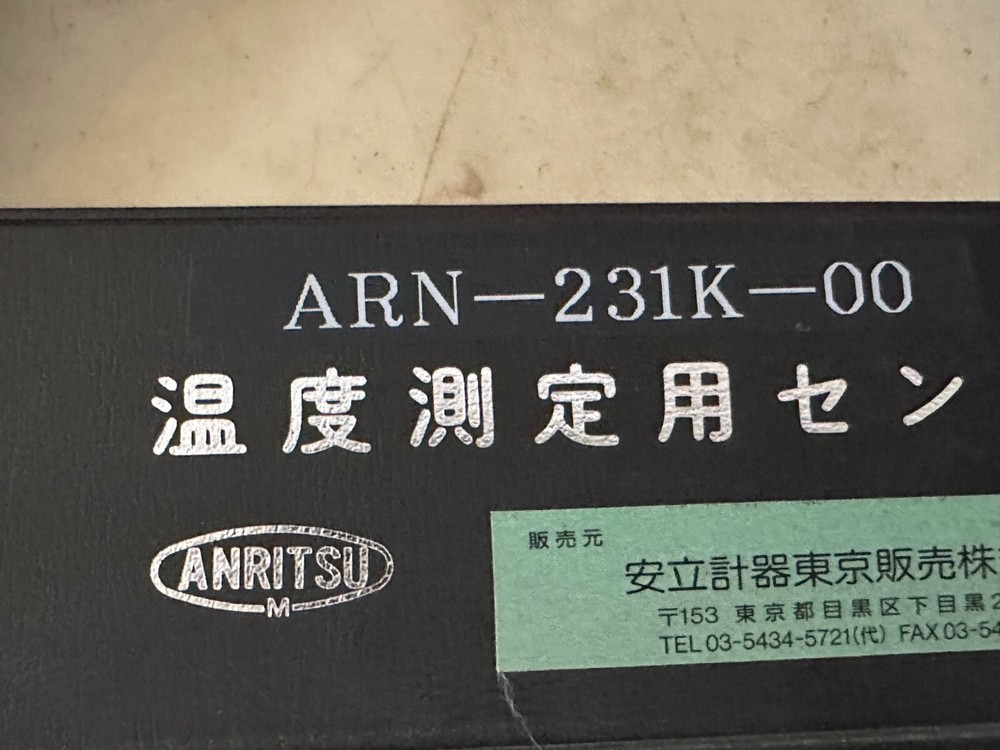 ARN-231K-00
温度測定用セン
ANRITSU
M
販売元
安立計器東京販売株
〒153 東京都目黒区下目黒2
TEL 03-5434-5721(代) FAX 03-54